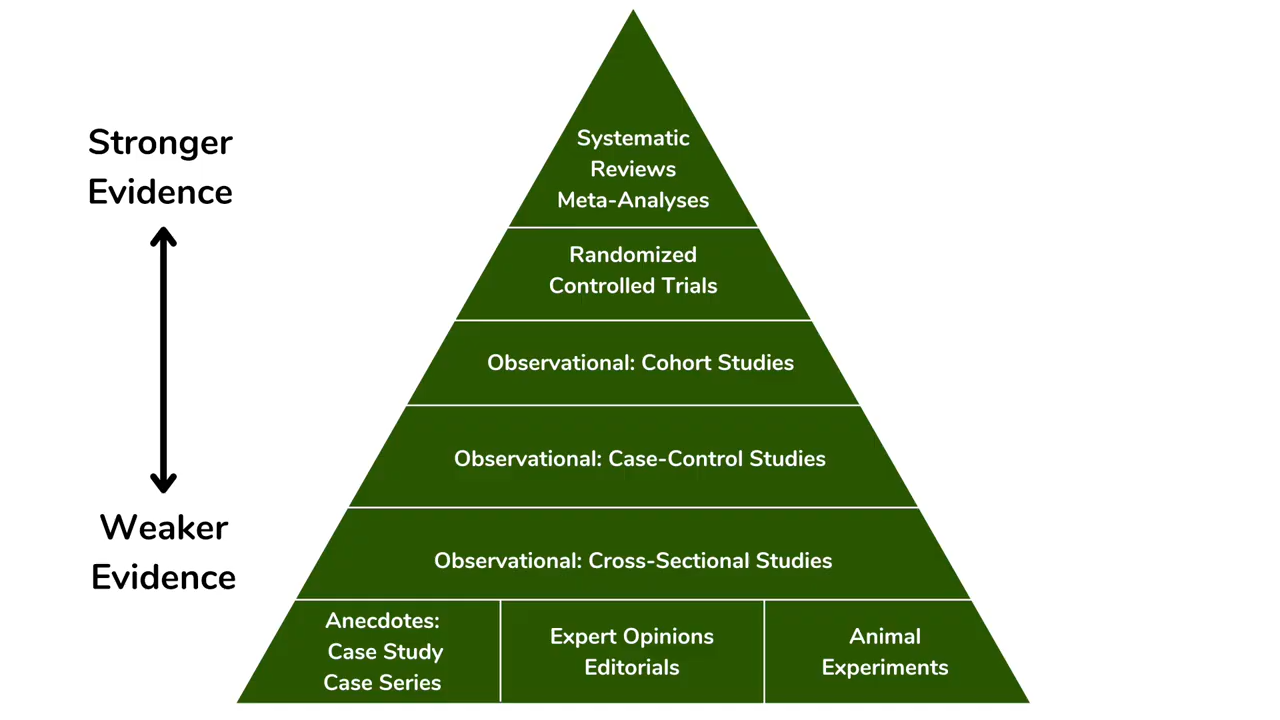 Stronger
Evidence
Weaker
Evidence
Systematic
Reviews
Meta-Analyses
Randomized
Controlled Trials
Observational: Cohort Studies
Observational: Case-Control Studies
Observational: Cross-Sectional Studies
Anecdotes:
Case Study
Case Series
Expert Opinions
Editorials
Animal
Experiments